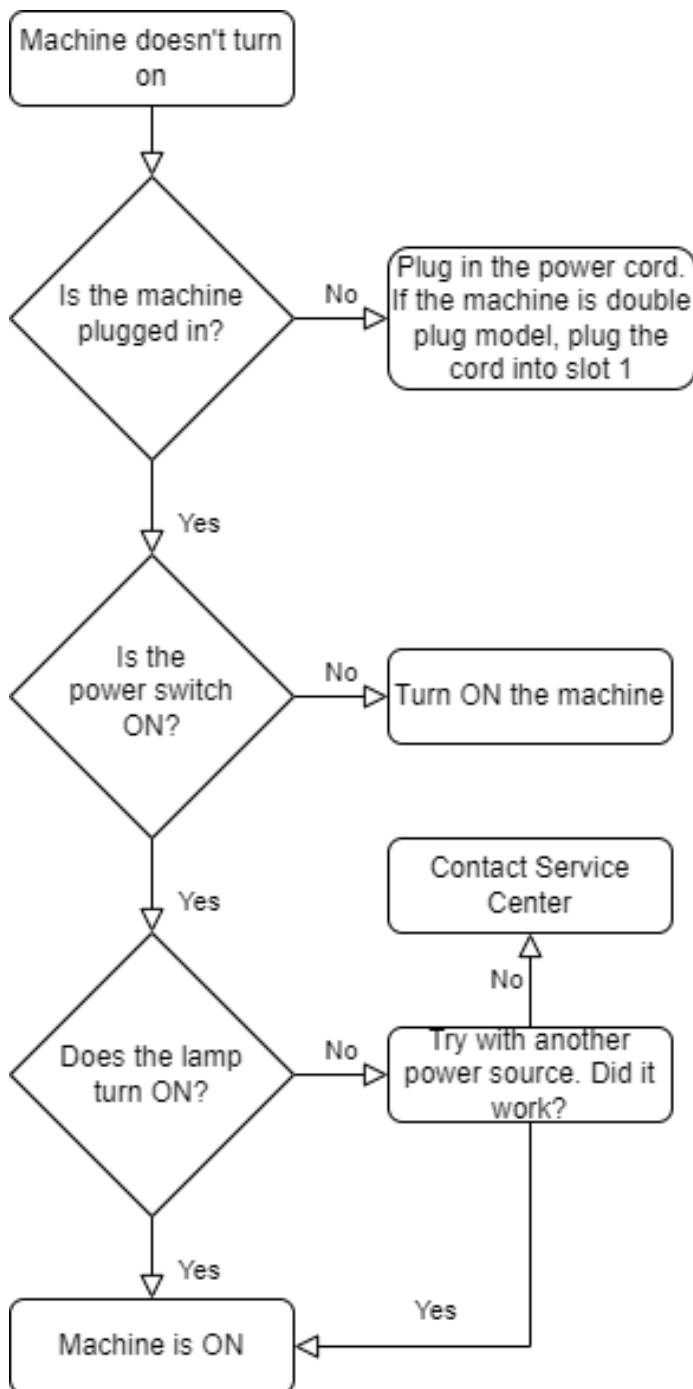 Machine doesn't turn
on
Is the machine
plugged in?
No
Plug in the power cord.
If the machine is double
plug model, plug the
cord into slot 1
Yes
Is the
power switch
ON?
No
Turn ON the machine
Yes
Contact Service
Center
No
Does the lamp
turn ON?
No
Try with another
power source. Did it
work?
Yes
Yes
Machine is ON